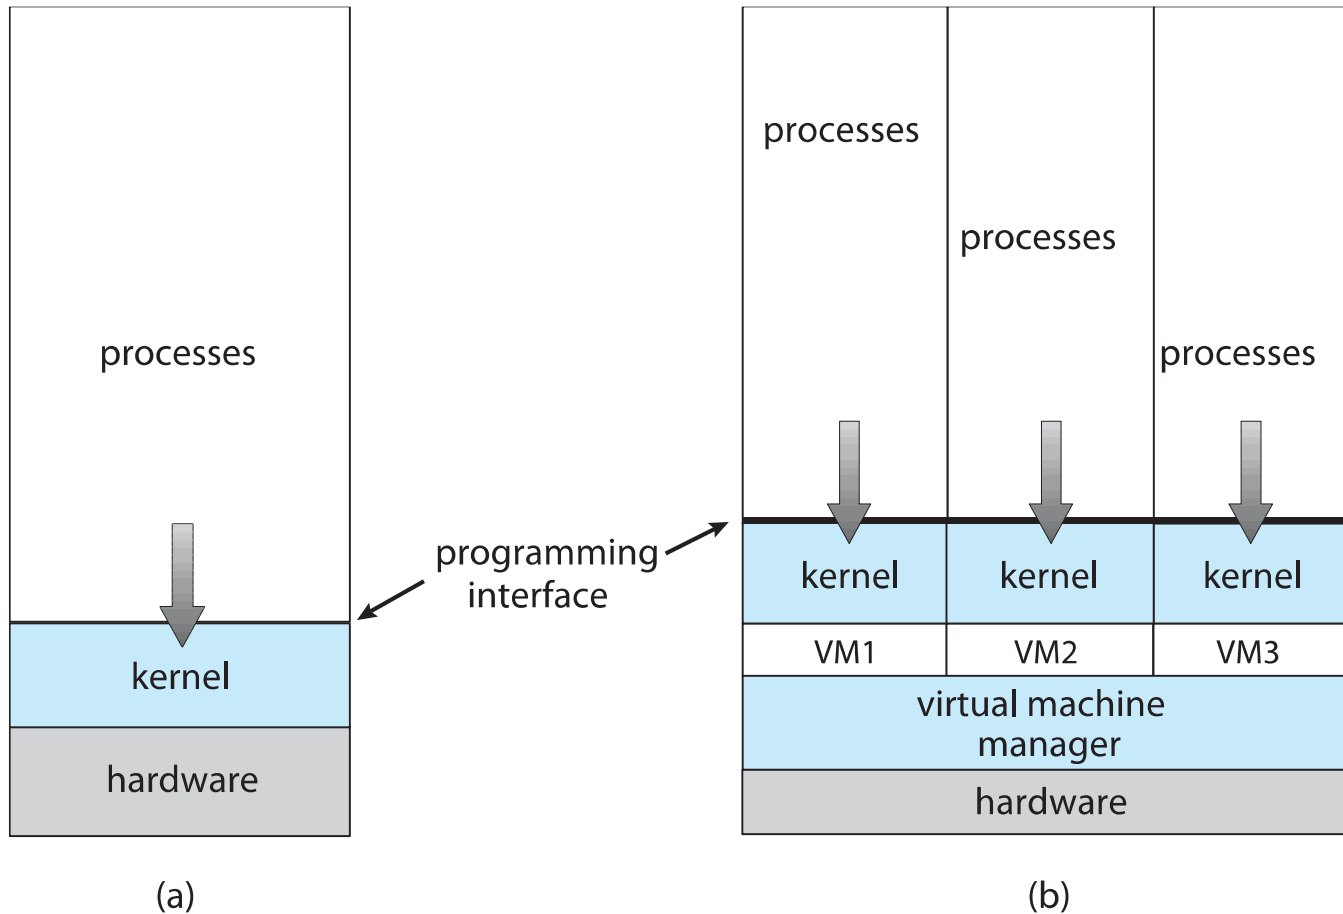 processes
kernel
hardware
(a)
programming
interface
processes
processes
processes
kernel
kernel
kernel
VM1
VM2
VM3
virtual machine
manager
hardware
(b)